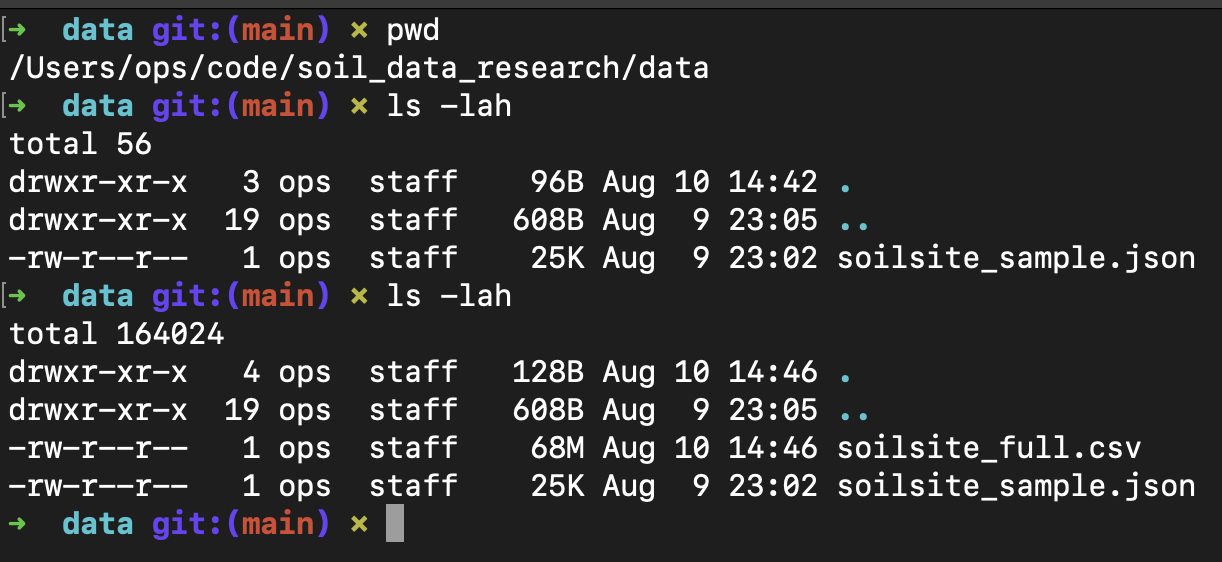 [➜  data git:(main) ✗ pwd
/Users/ops/code/soil_data_research/data
[➜  data git:(main) ✗ ls -lah
total 56
drwxr-xr-x   3 ops  staff    96B Aug 10 14:42 .
drwxr-xr-x  19 ops  staff   608B Aug  9 23:05 ..
-rw-r--r--   1 ops  staff    25K Aug  9 23:02 soilsite_sample.json
[➜  data git:(main) ✗ ls -lah
total 164024
drwxr-xr-x   4 ops  staff   128B Aug 10 14:46 .
drwxr-xr-x  19 ops  staff   608B Aug  9 23:05 ..
-rw-r--r--   1 ops  staff    68M Aug 10 14:46 soilsite_full.csv
-rw-r--r--   1 ops  staff    25K Aug  9 23:02 soilsite_sample.json
➜  data git:(main) ✗